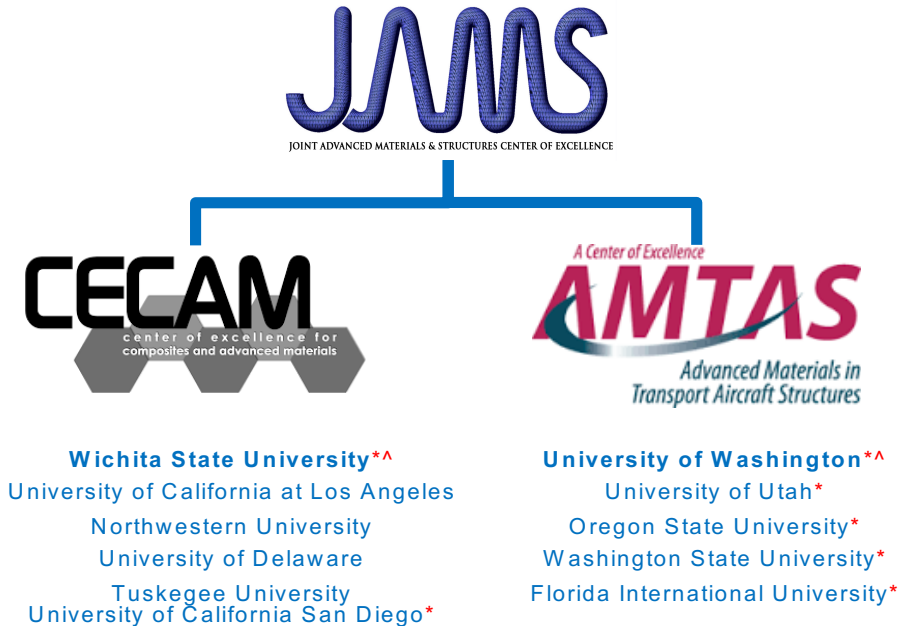 JAMS
JOINT ADVANCED MATERIALS & STRUCTURES CENTER OF EXCELLENCE
CECAM
center of excellence for
composites and advanced materials
A Center of Excellence
AMTAS
Advanced Materials in
Transport Aircraft Structures
Wichita State University*^
University of California at Los Angeles
Northwestern University
University of Delaware
Tuskegee University
University of California San Diego*
University of Washington*^
University of Utah*
Oregon State University*
Washington State University*
Florida International University*